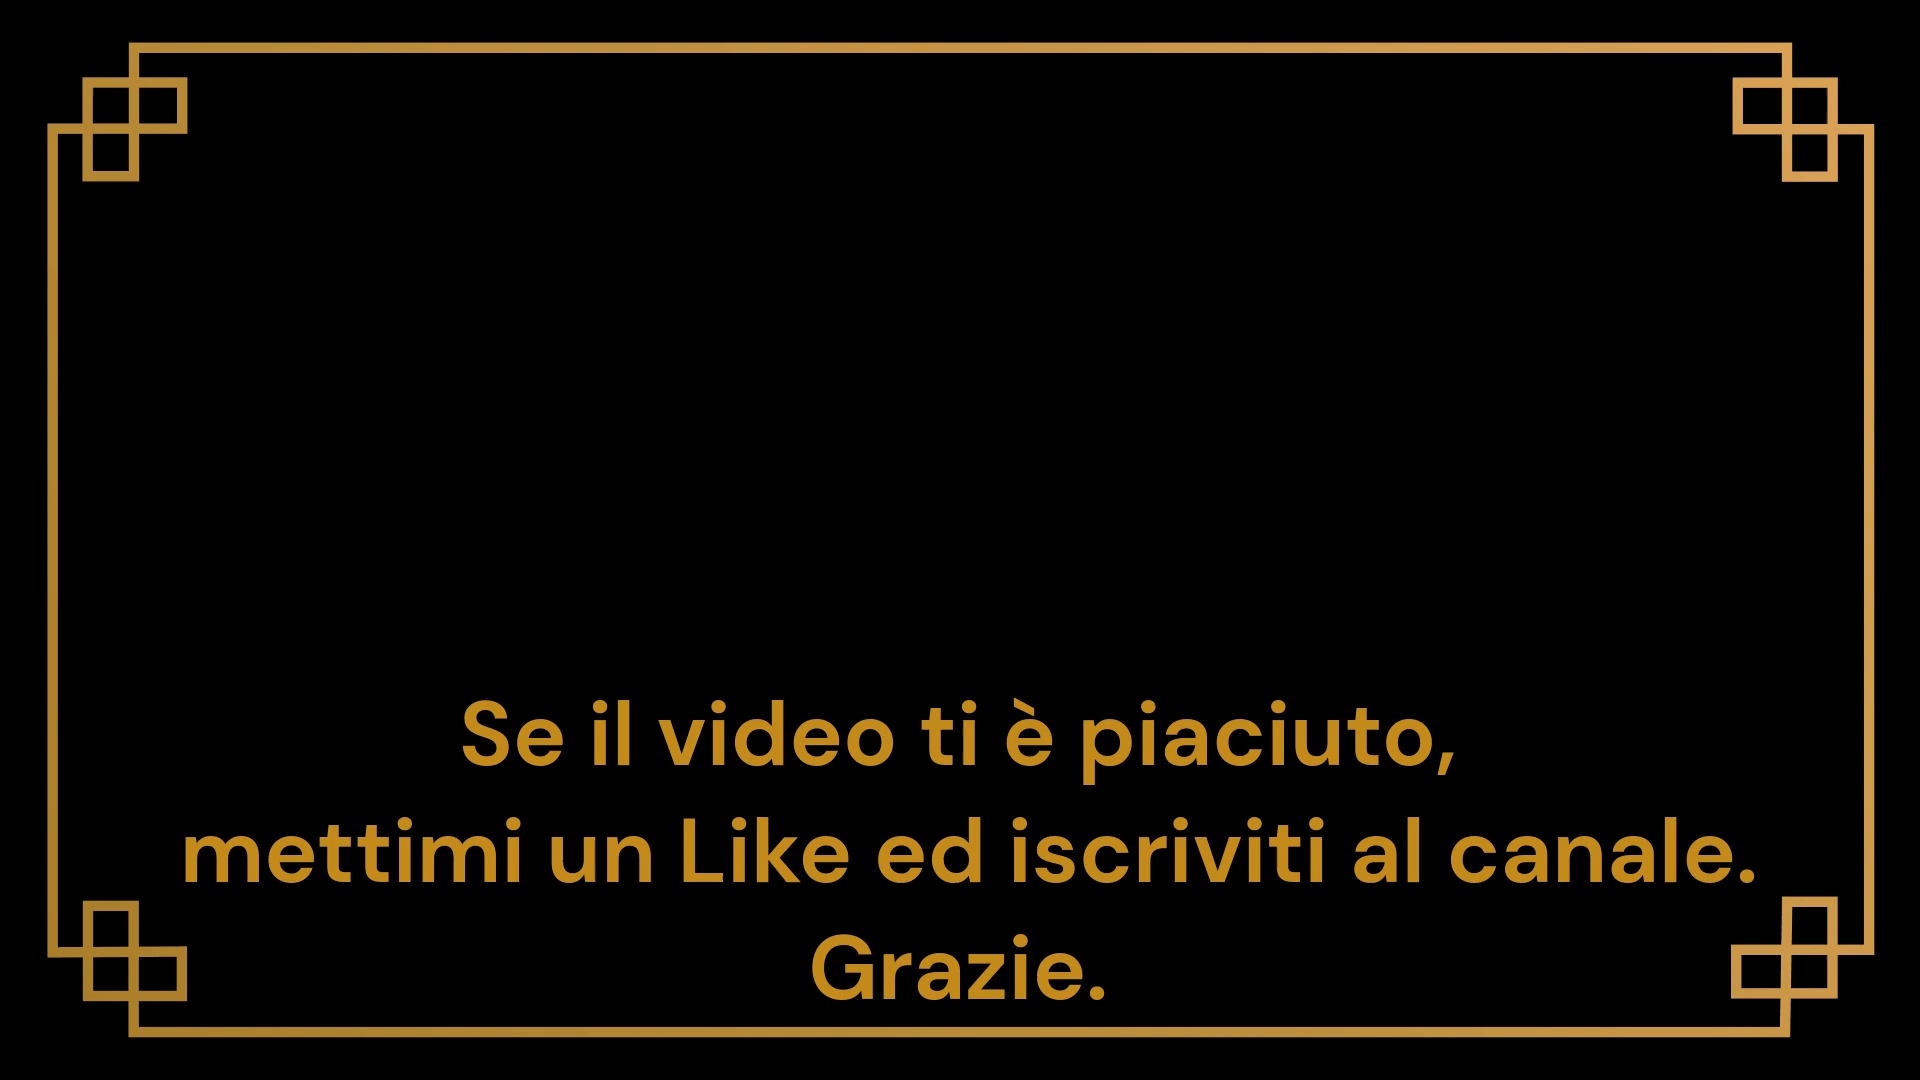 Se il video ti è piaciuto,
mettimi un Like ed iscriviti al canale.
Grazie.